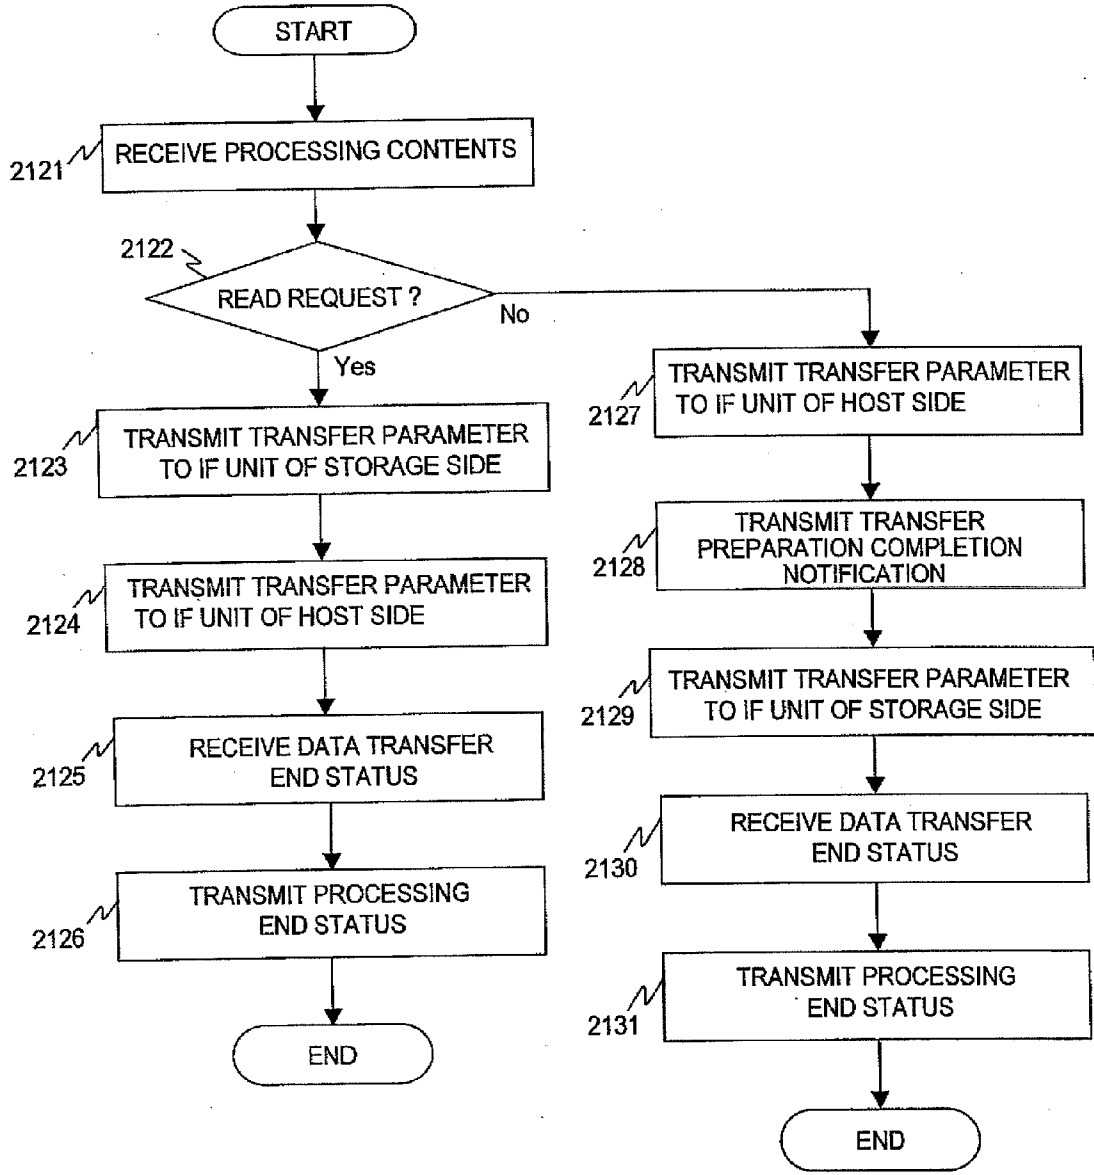 START
2121
RECEIVE PROCESSING CONTENTS
2122
READ REQUEST ?
No
Yes
2123
TRANSMIT TRANSFER PARAMETER
TO IF UNIT OF STORAGE SIDE
2124
TRANSMIT TRANSFER PARAMETER
TO IF UNIT OF HOST SIDE
2125
RECEIVE DATA TRANSFER
END STATUS
2126
TRANSMIT PROCESSING
END STATUS
END
2127
TRANSMIT TRANSFER PARAMETER
TO IF UNIT OF HOST SIDE
2128
TRANSMIT TRANSFER
PREPARATION COMPLETION
NOTIFICATION
2129
TRANSMIT TRANSFER PARAMETER
TO IF UNIT OF STORAGE SIDE
2130
RECEIVE DATA TRANSFER
END STATUS
2131
TRANSMIT PROCESSING
END STATUS
END